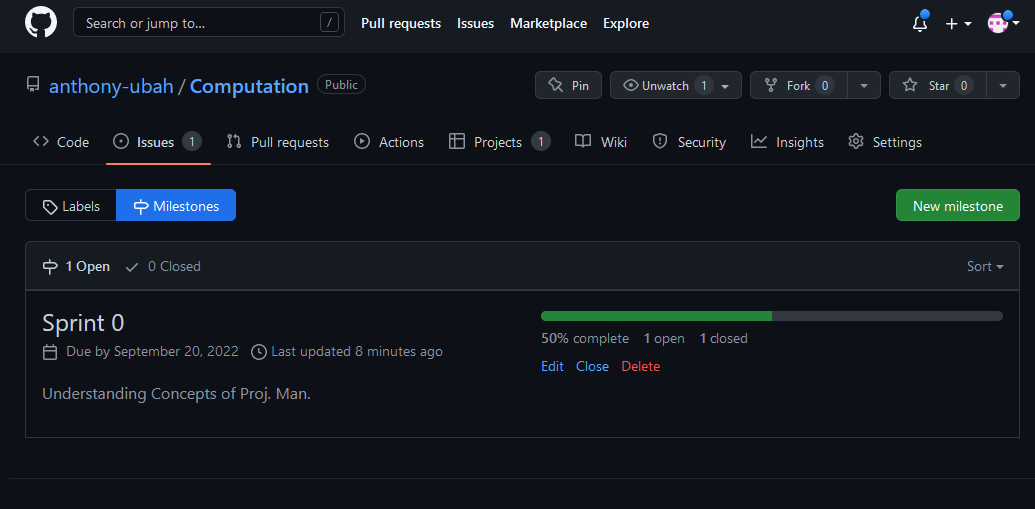 Search or jump to... /
Pull requests Issues Marketplace Explore
anthony-ubah / Computation Public
Pin Unwatch 1 Fork 0 Star 0
Code Issues 1 Pull requests Actions Projects 1 Wiki Security Insights Settings
Labels Milestones New milestone
1 Open 0 Closed Sort
Sprint 0
Due by September 20, 2022 Last updated 8 minutes ago
Understanding Concepts of Proj. Man.
50% complete 1 open 1 closed
Edit Close Delete